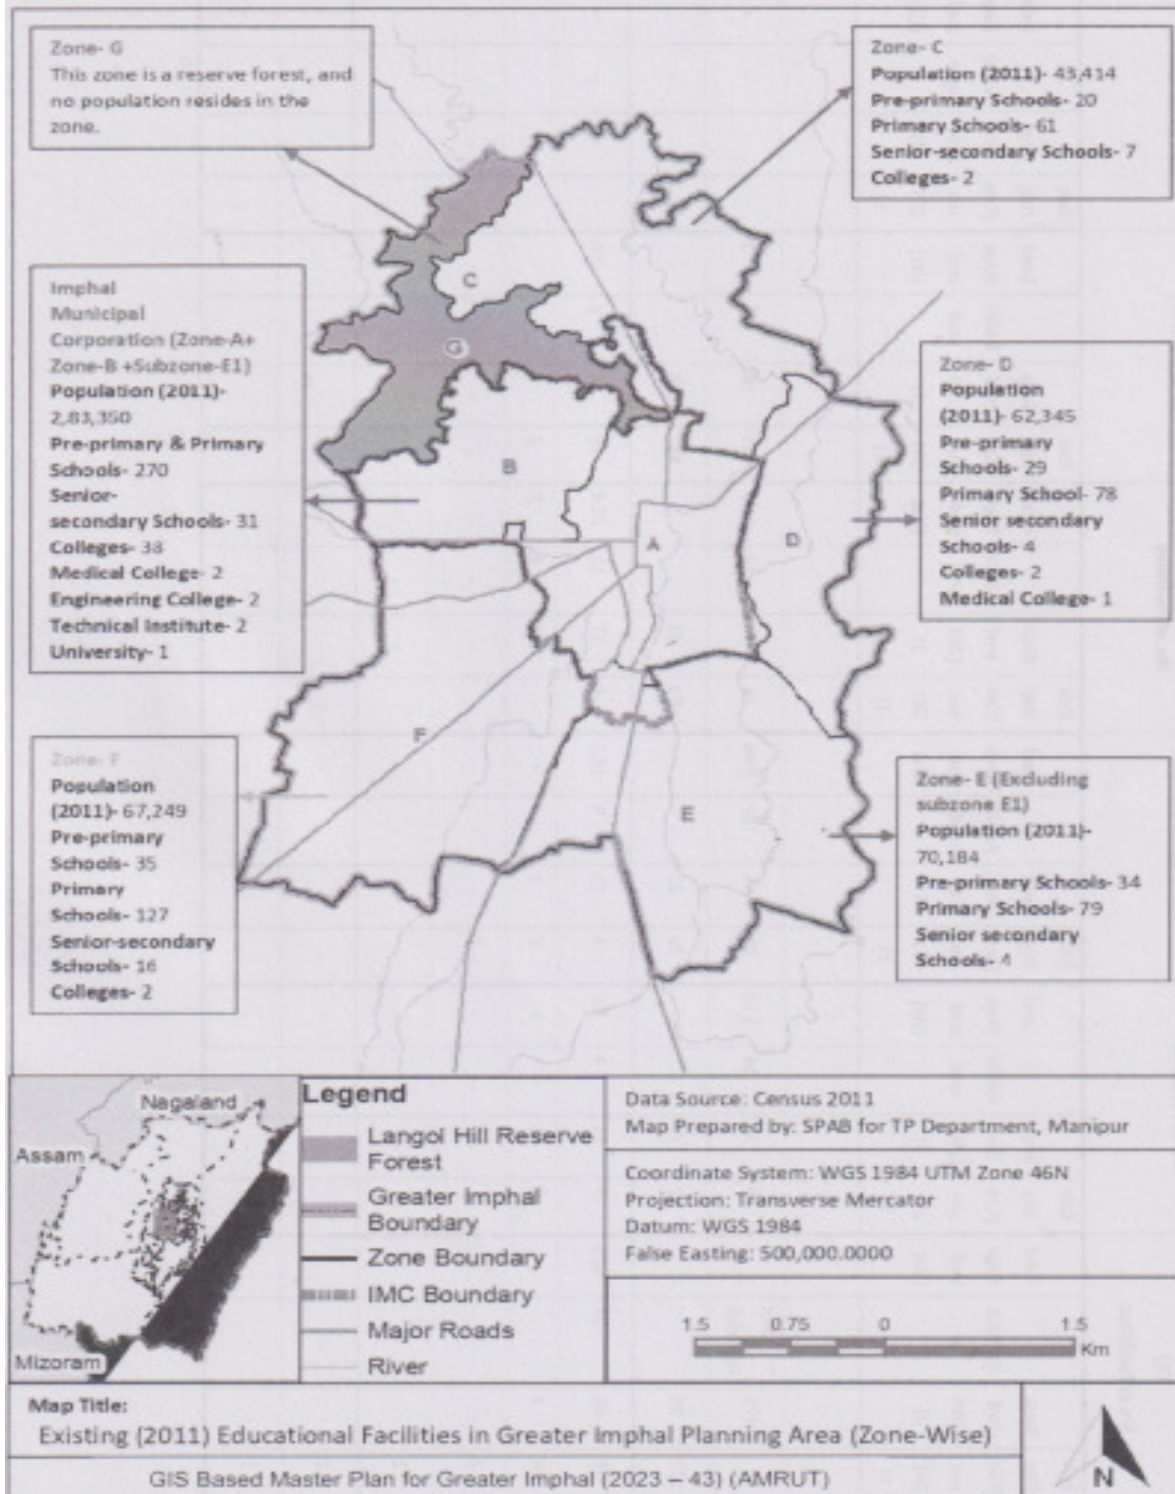 Zone- G
This zone is a reserve forest, and
no population resides in the
zone.
Zone- C
Population (2011)- 43,414
Pre-primary Schools- 20
Primary Schools- 61
Senior-secondary Schools- 7
Colleges- 2
Imphal
Municipal
Corporation (Zone-A+
Zone-B +Subzone-E1)
Population (2011)-
2,83,350
Pre-primary & Primary
Schools- 270
Senior-
secondary Schools- 31
Colleges- 38
Medical College- 2
Engineering College- 2
Technical Institute- 2
University- 1
Zone- D
Population
(2011)- 62,345
Pre-primary
Schools- 29
Primary School- 78
Senior secondary
Schools- 4
Colleges- 2
Medical College- 1
C
G
B
A
D
F
E
Zone- F
Population
(2011)- 67,249
Pre-primary
Schools- 35
Primary
Schools- 127
Senior-secondary
Schools- 16
Colleges- 2
Zone- E (Excluding
subzone E1)
Population (2011)-
70,184
Pre-primary Schools- 34
Primary Schools- 79
Senior secondary
Schools- 4
Nagaland
Assam
Mizoram
Legend
Langol Hill Reserve
Forest
Greater Imphal
Boundary
Zone Boundary
IMC Boundary
Major Roads
River
Data Source: Census 2011
Map Prepared by: SPAB for TP Department, Manipur
Coordinate System: WGS 1984 UTM Zone 46N
Projection: Transverse Mercator
Datum: WGS 1984
False Easting: 500,000.0000
1.5 0.75 0 1.5
Km
Map Title:
Existing (2011) Educational Facilities in Greater Imphal Planning Area (Zone-Wise)
GIS Based Master Plan for Greater Imphal (2023 – 43) (AMRUT)
N